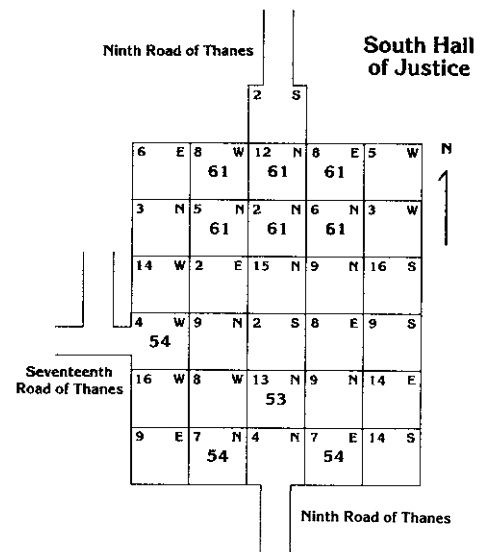 Ninth Road of Thanes
South Hall
of Justice
2 S
6 E 8 W 12 N 8 E 5 W
N
61 61 61
3 N 5 N 2 N 6 N 3 W
61 61 61
14 W 2 E 15 N 9 N 16 S
4 W 9 N 2 S 8 E 9 S
54
Seventeenth
Road of Thanes
16 W 8 W 13 N 9 N 14 E
53
9 E 7 N 4 N 7 E 14 S
54 54
Ninth Road of Thanes